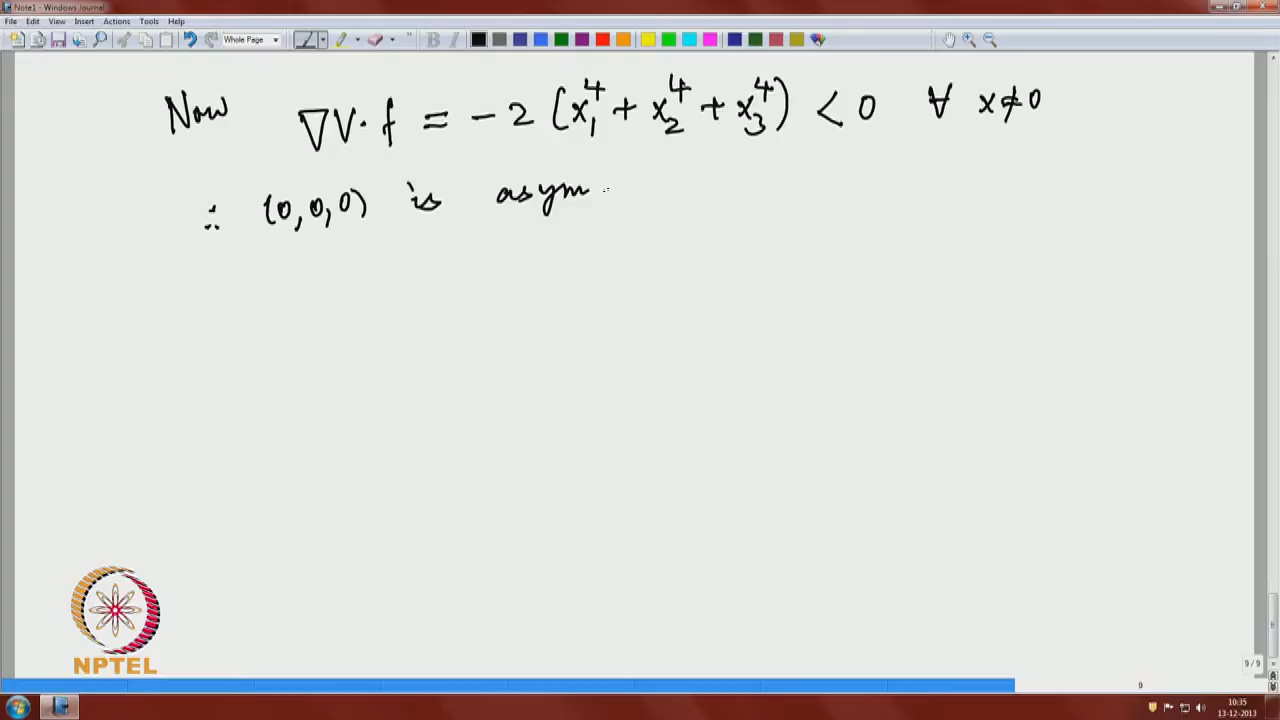 Note1 - Windows Journal
File Edit View Insert Actions Tools Help
Whole Page
Now ∇V·f = -2 (x₁⁴ + x₂⁴ + x₃⁴) < 0 ∀ x≠0
∴ (0,0,0) is asym
NPTEL
9/9
9
10:35
13-12-2013